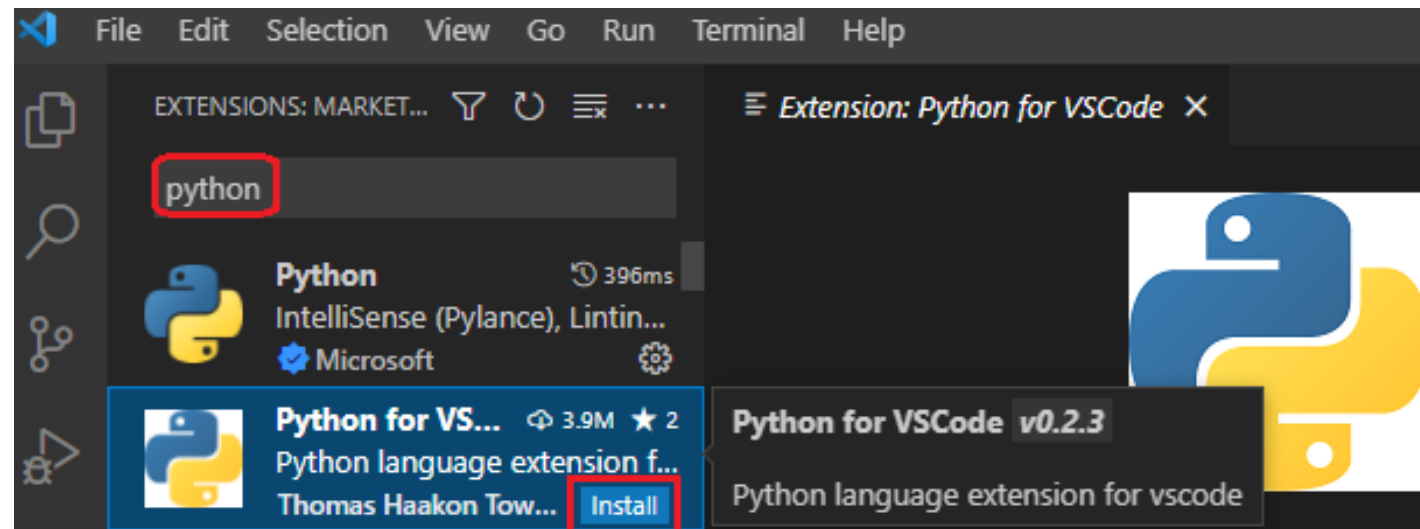 File Edit Selection View Go Run Terminal Help
EXTENSIONS: MARKET...
Extension: Python for VSCode
python
Python 396ms
IntelliSense (Pylance), Lintin...
Microsoft
Python for VS... 3.9M ★ 2
Python language extension f...
Thomas Haakon Tow... Install
Python for VSCode v0.2.3
Python language extension for vscode